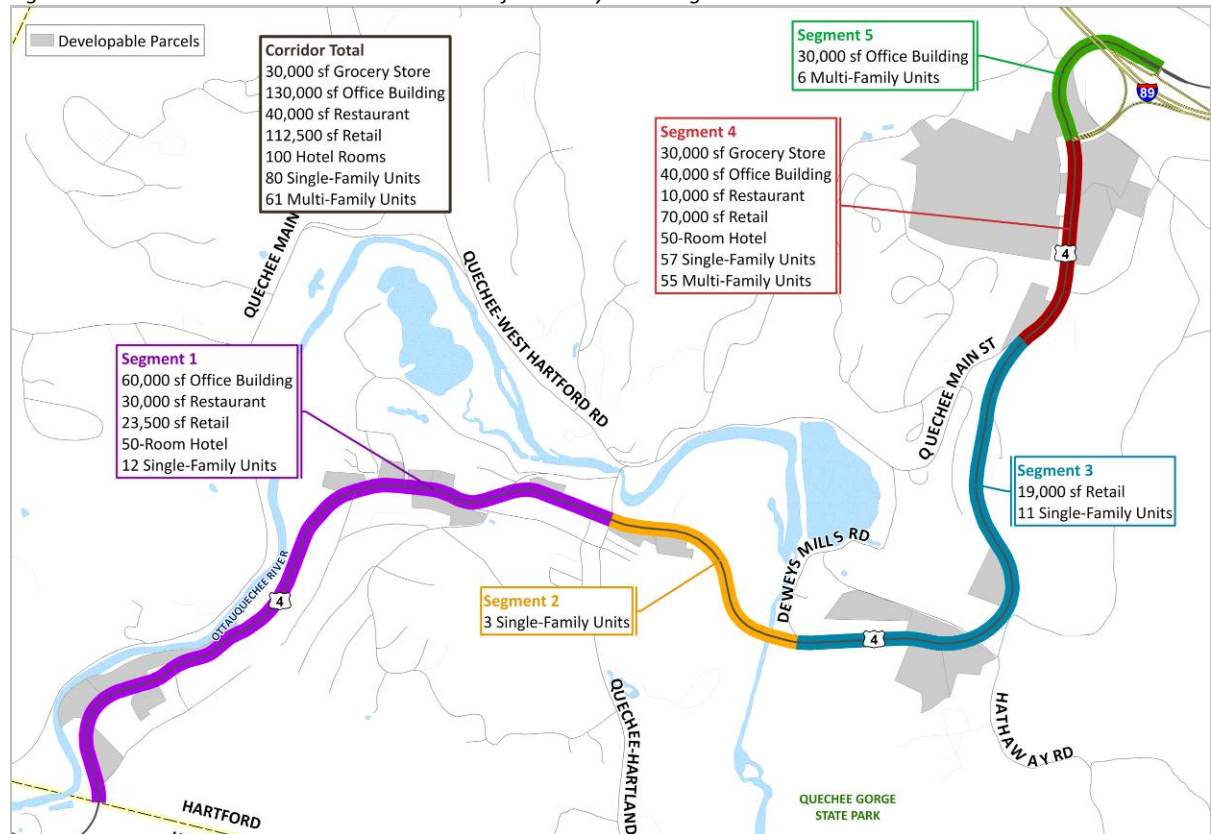 Developable Parcels
Corridor Total
30,000 sf Grocery Store
130,000 sf Office Building
40,000 sf Restaurant
112,500 sf Retail
100 Hotel Rooms
80 Single-Family Units
61 Multi-Family Units
Segment 5
30,000 sf Office Building
6 Multi-Family Units
89
Segment 4
30,000 sf Grocery Store
40,000 sf Office Building
10,000 sf Restaurant
70,000 sf Retail
50-Room Hotel
57 Single-Family Units
55 Multi-Family Units
4
QUECHEE MAIN
QUECHEE-WEST HARTFORD RD
QUECHEE MAIN ST
Segment 1
60,000 sf Office Building
30,000 sf Restaurant
23,500 sf Retail
50-Room Hotel
12 Single-Family Units
Segment 3
19,000 sf Retail
11 Single-Family Units
OTTAUQUECHEE RIVER
4
Segment 2
3 Single-Family Units
DEWEYS MILLS RD
4
QUECHEE-HARTLAND
HATHAWAY RD
HARTFORD
QUECHEE GORGE
STATE PARK